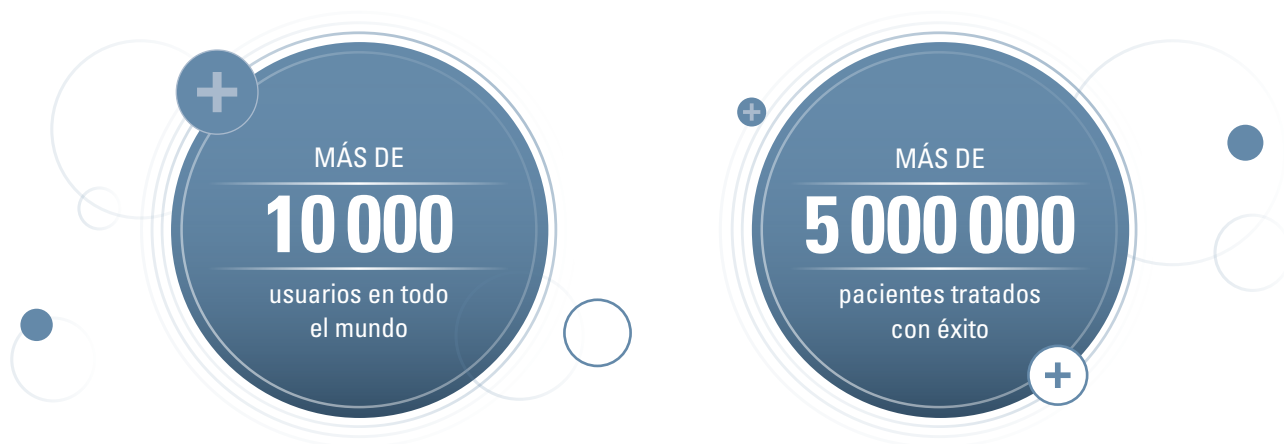 MÁS DE
10 000
usuarios en todo
el mundo
MÁS DE
5 000 000
pacientes tratados
con éxito